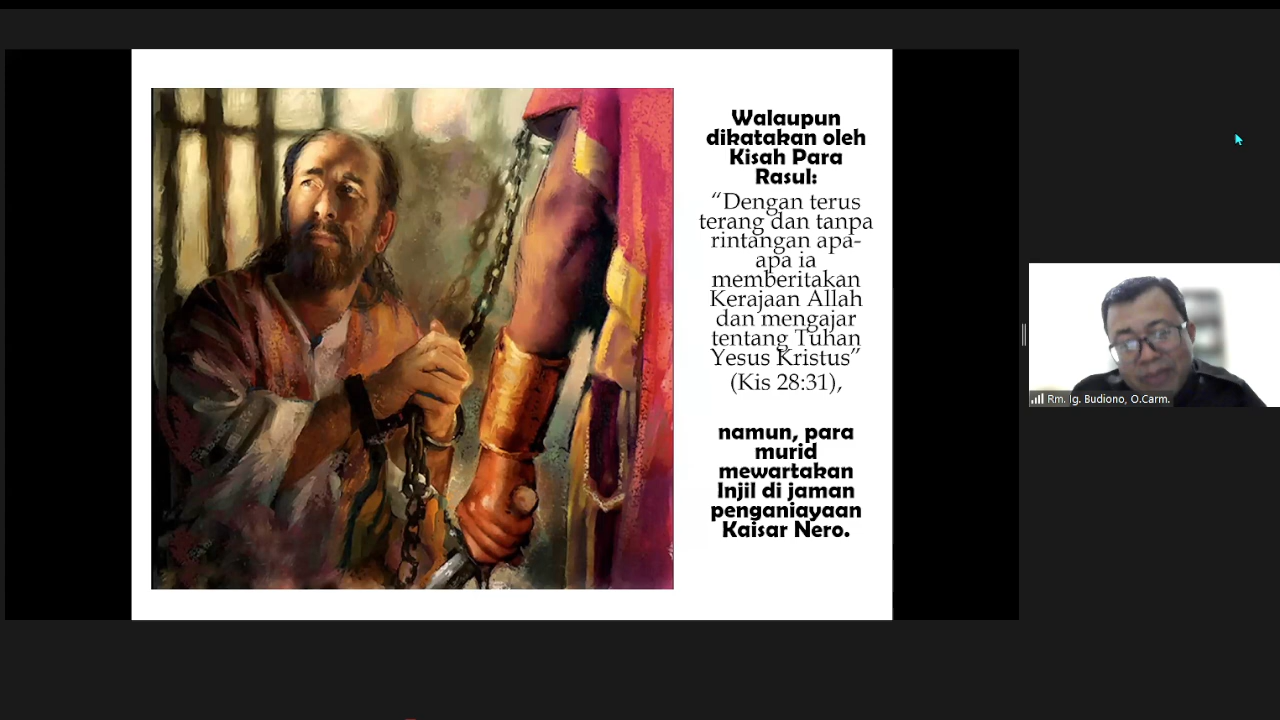 Walaupun
dikatakan oleh
Kisah Para
Rasul:
“Dengan terus
terang dan tanpa
rintangan apa-
apa ia
memberitakan
Kerajaan Allah
dan mengajar
tentang Tuhan
Yesus Kristus”
(Kis 28:31),
namun, para
murid
mewartakan
Injil di jaman
penganiayaan
Kaisar Nero.
Rm. Ig. Budiono, O.Carm.